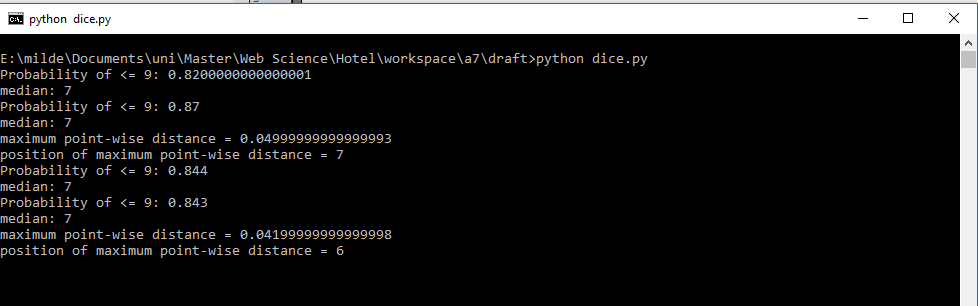 python  dice.py
E:\milde\Documents\uni\Master\Web Science\Hotel\workspace\a7\draft>python dice.py
Probability of <= 9: 0.8200000000000001
median: 7
Probability of <= 9: 0.87
median: 7
maximum point-wise distance = 0.04999999999999993
position of maximum point-wise distance = 7
Probability of <= 9: 0.844
median: 7
Probability of <= 9: 0.843
median: 7
maximum point-wise distance = 0.04199999999999998
position of maximum point-wise distance = 6